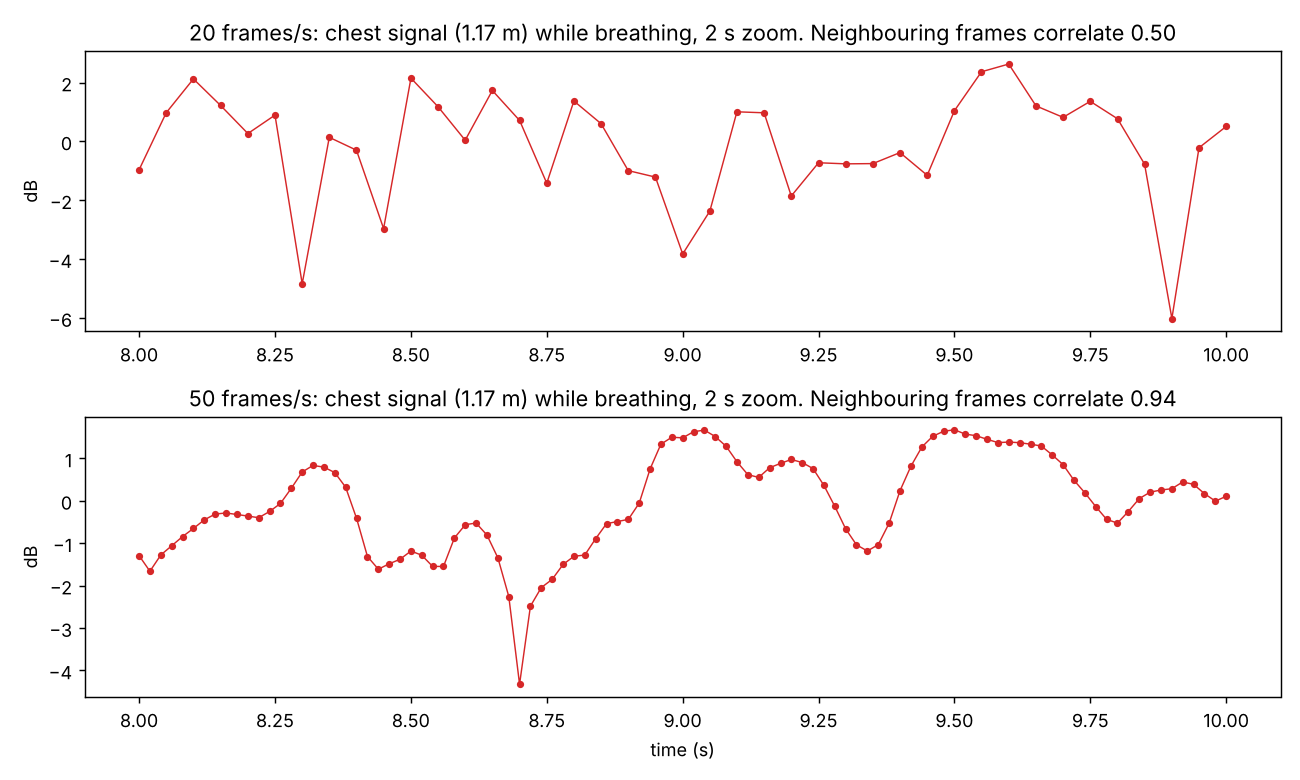 20 frames/s: chest signal (1.17 m) while breathing, 2 s zoom. Neighbouring frames correlate 0.50
2
0
−2
−4
−6
dB
8.00 8.25 8.50 8.75 9.00 9.25 9.50 9.75 10.00
50 frames/s: chest signal (1.17 m) while breathing, 2 s zoom. Neighbouring frames correlate 0.94
1
0
−1
−2
−3
−4
dB
8.00 8.25 8.50 8.75 9.00 9.25 9.50 9.75 10.00
time (s)